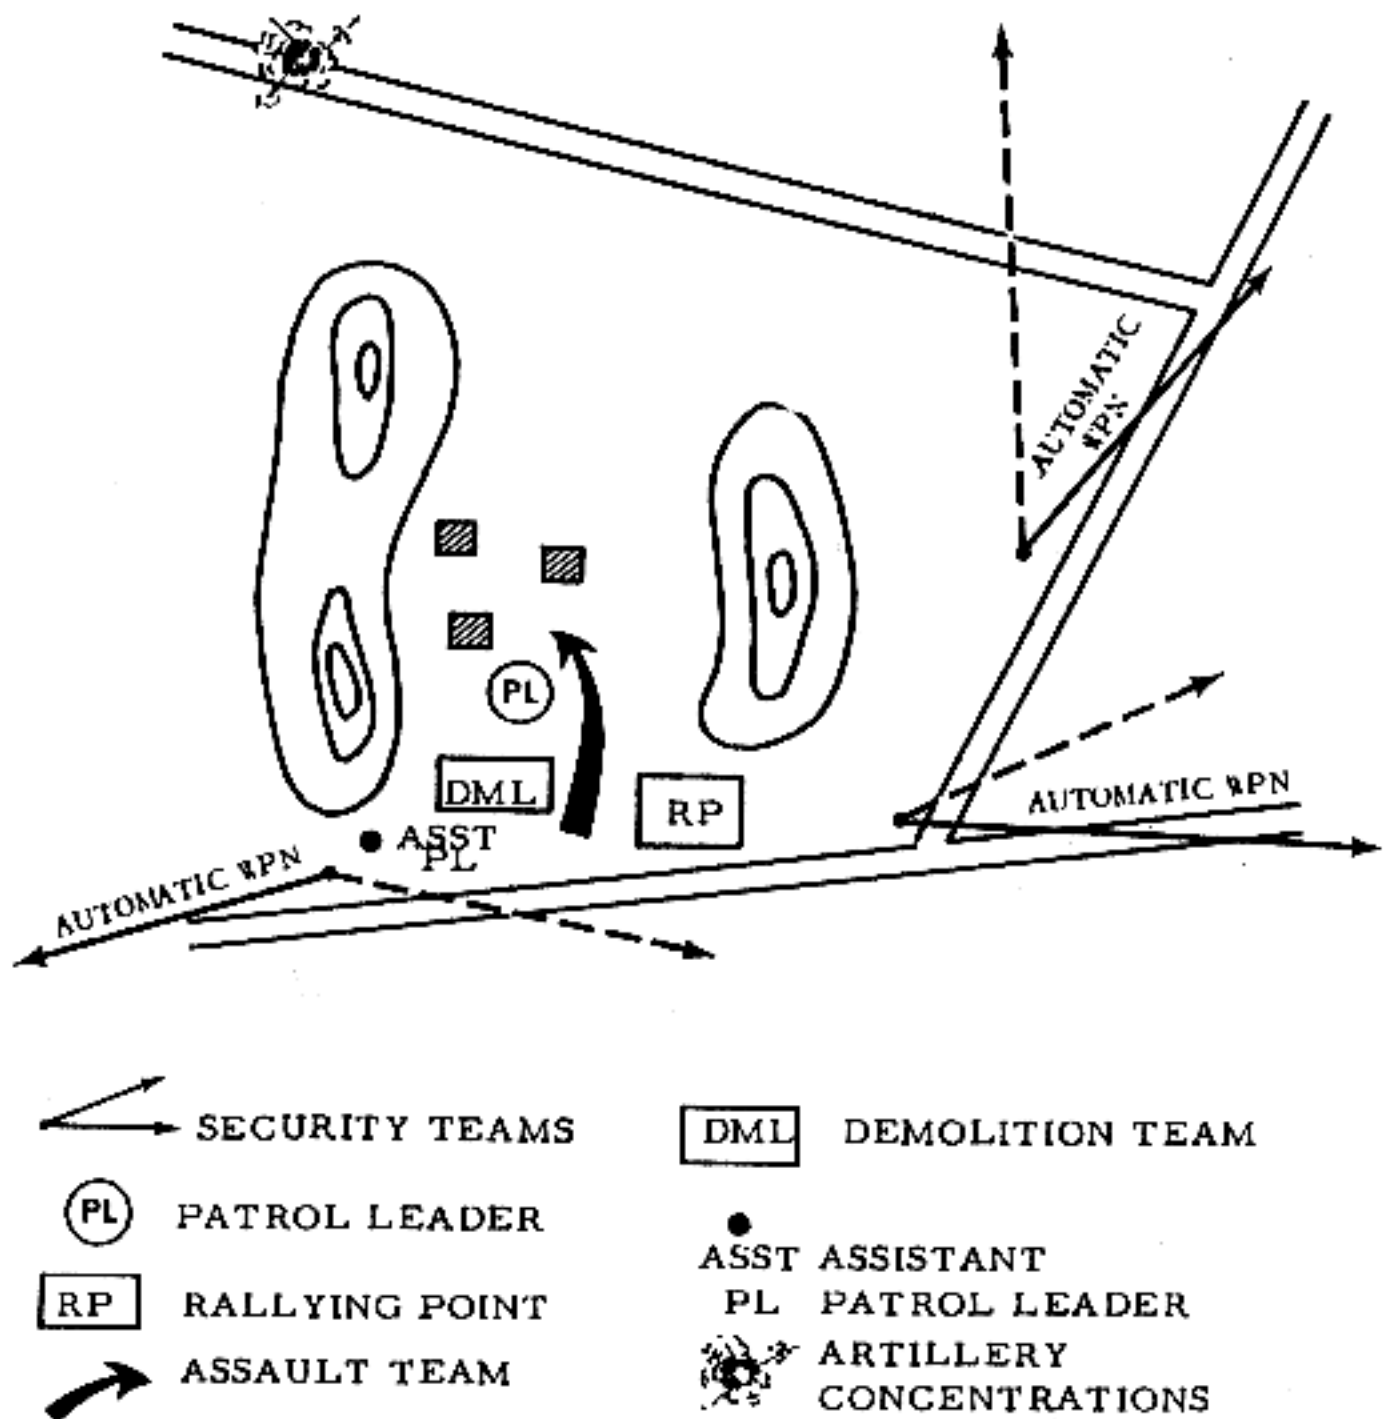 AUTOMATIC
WPN
PL
DML
RP
AUTOMATIC WPN
ASST
PL
AUTOMATIC WPN
SECURITY TEAMS
DML DEMOLITION TEAM
PL PATROL LEADER
ASST ASSISTANT
PL PATROL LEADER
RP RALLYING POINT
ASSAULT TEAM
ARTILLERY
CONCENTRATIONS